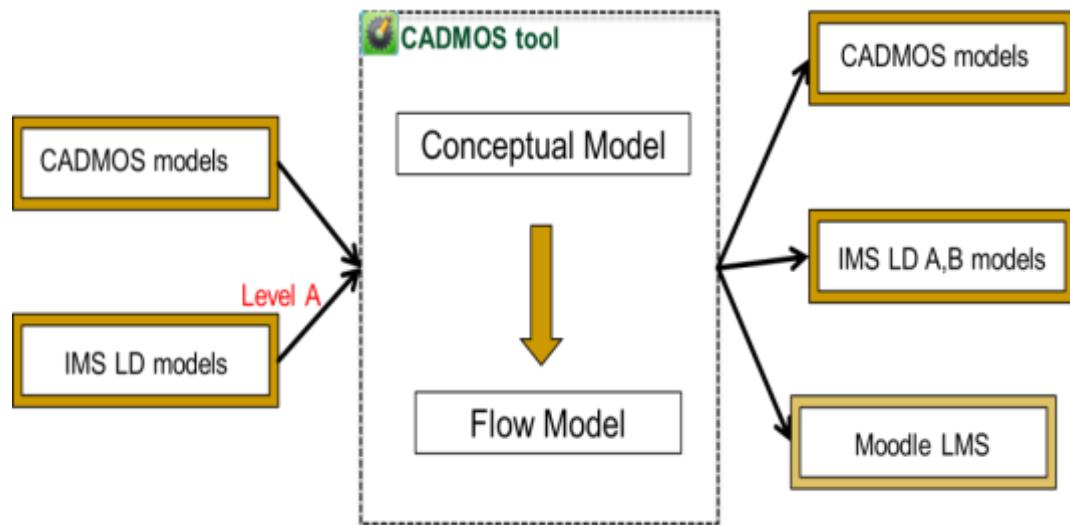 CADMOS tool
CADMOS models
CADMOS models
Conceptual Model
IMS LD A,B models
Level A
IMS LD models
Flow Model
Moodle LMS